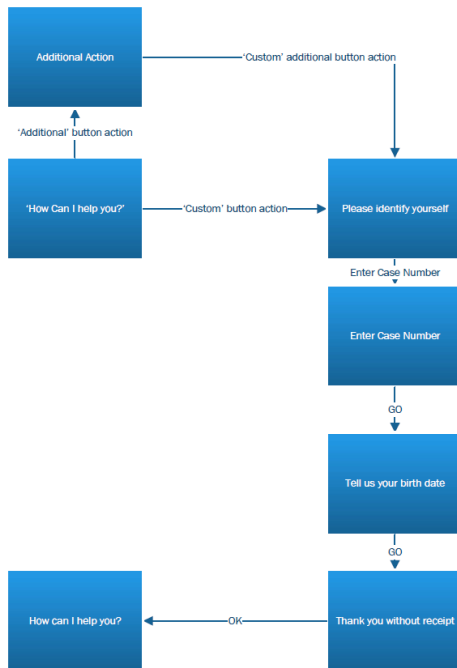 Additional Action
‘Custom’ additional button action
‘Additional’ button action
‘How Can I help you?’
‘Custom’ button action
Please identify yourself
Enter Case Number
Enter Case Number
GO
Tell us your birth date
GO
How can I help you?
OK
Thank you without receipt